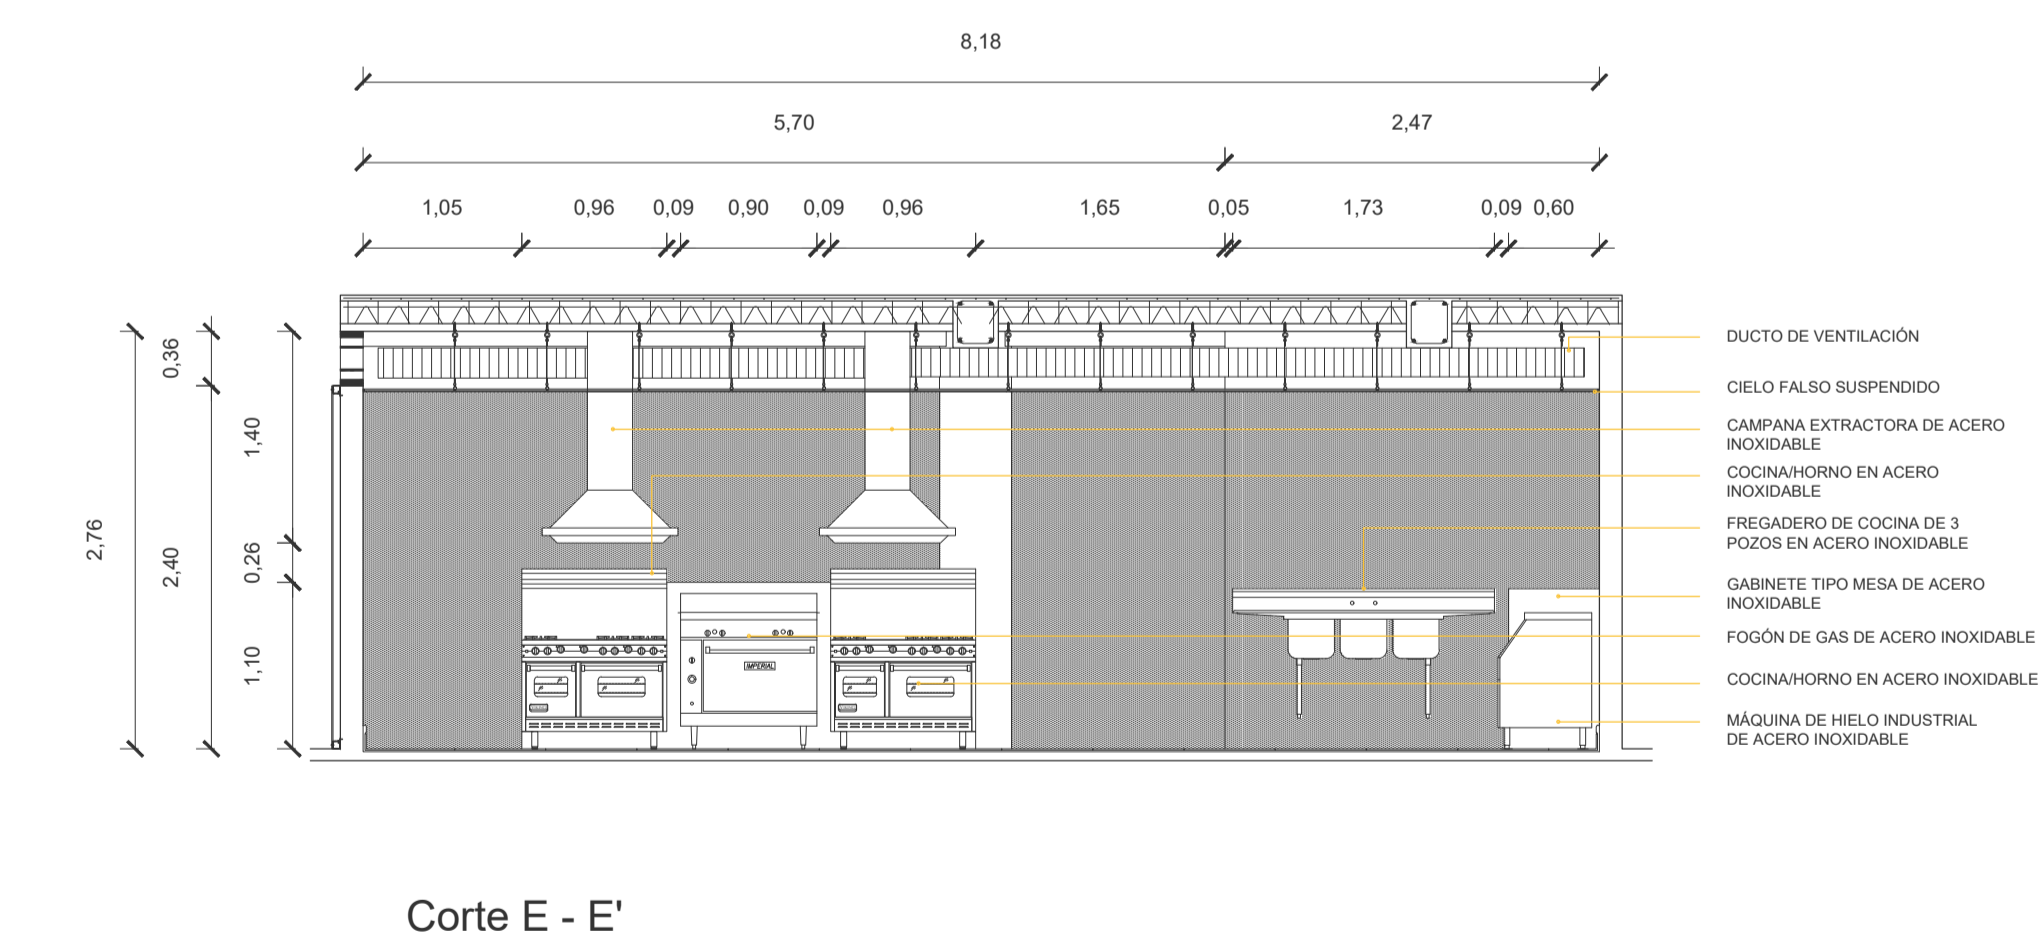 8,18
5,70 2,47
1,05 0,96 0,09 0,90 0,09 0,96 1,65 0,05 1,73 0,09 0,60
0,36
1,40
2,76
2,40
0,26
1,10
IMPERIAL
DUCTO DE VENTILACIÓN
CIELO FALSO SUSPENDIDO
CAMPANA EXTRACTORA DE ACERO
INOXIDABLE
COCINA/HORNO EN ACERO
INOXIDABLE
FREGADERO DE COCINA DE 3
POZOS EN ACERO INOXIDABLE
GABINETE TIPO MESA DE ACERO
INOXIDABLE
FOGÓN DE GAS DE ACERO INOXIDABLE
COCINA/HORNO EN ACERO INOXIDABLE
MÁQUINA DE HIELO INDUSTRIAL
DE ACERO INOXIDABLE
Corte E - E'